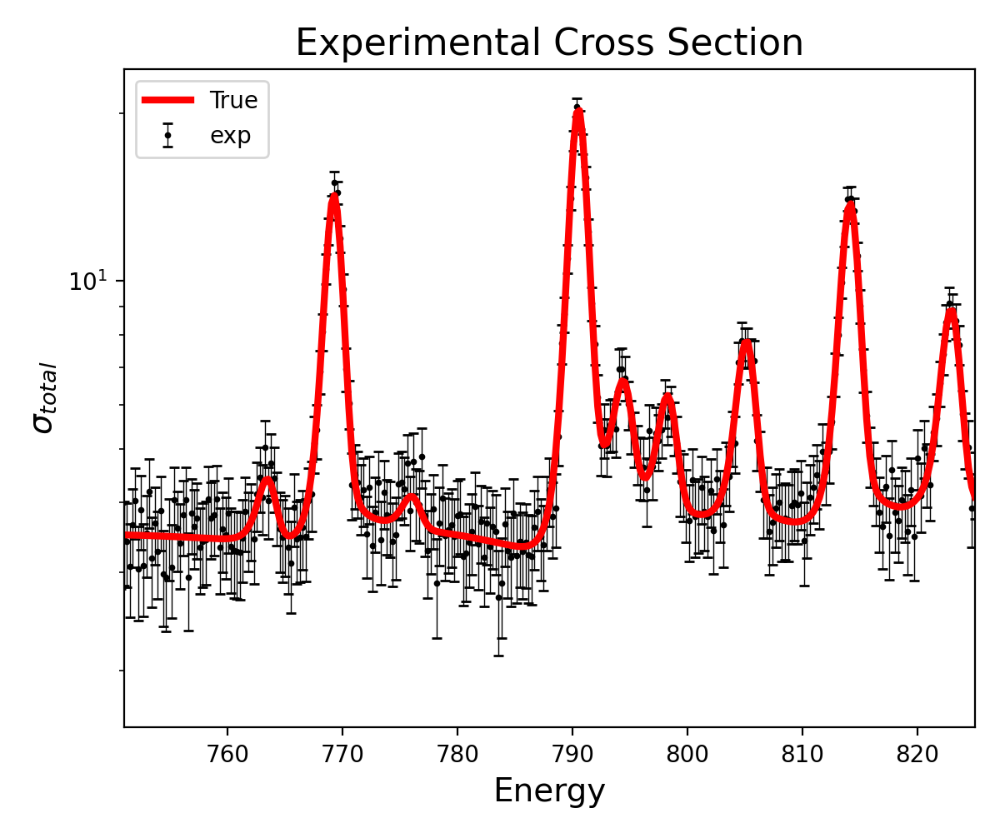 Experimental Cross Section
True
exp
10¹
σ_total
760 770 780 790 800 810 820
Energy